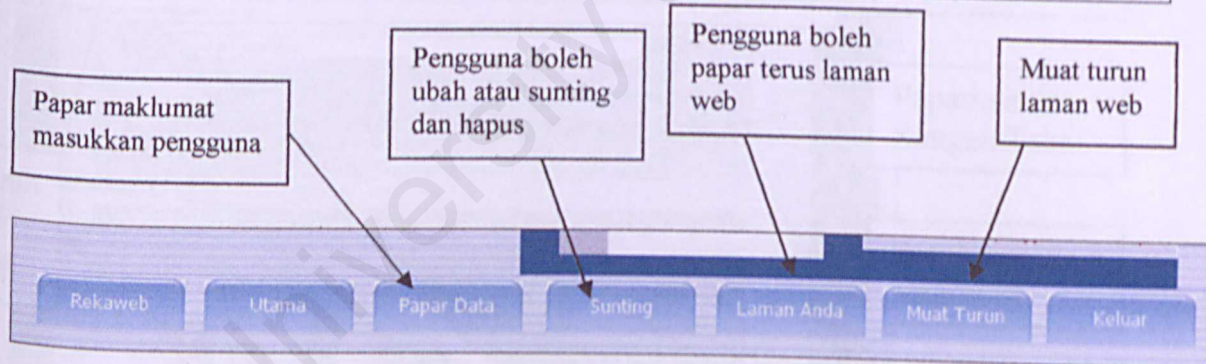 Papar maklumat
masukkan pengguna
Pengguna boleh
ubah atau sunting
dan hapus
Pengguna boleh
papar terus laman
web
Muat turun
laman web
Rekaweb
Utama
Papar Data
Sunting
Laman Anda
Muat Turun
Keluar
University